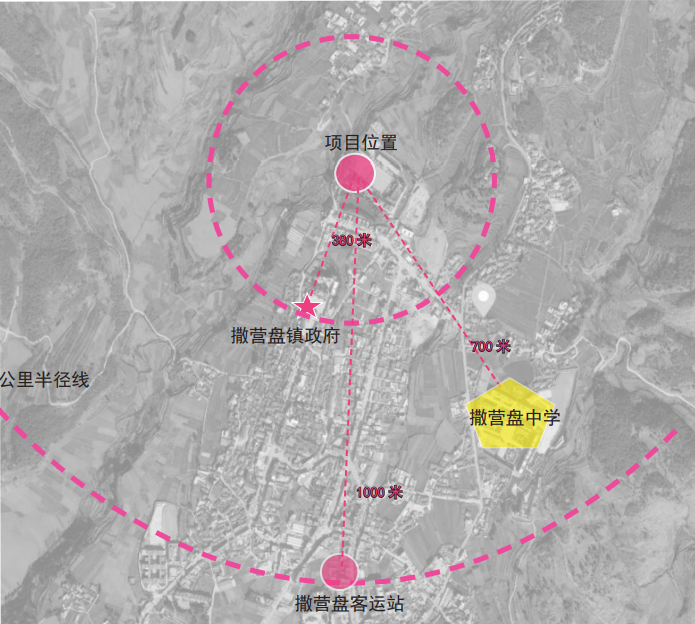 项目位置
380 米
撒营盘镇政府
700 米
公里半径线
撒营盘中学
1000 米
撒营盘客运站